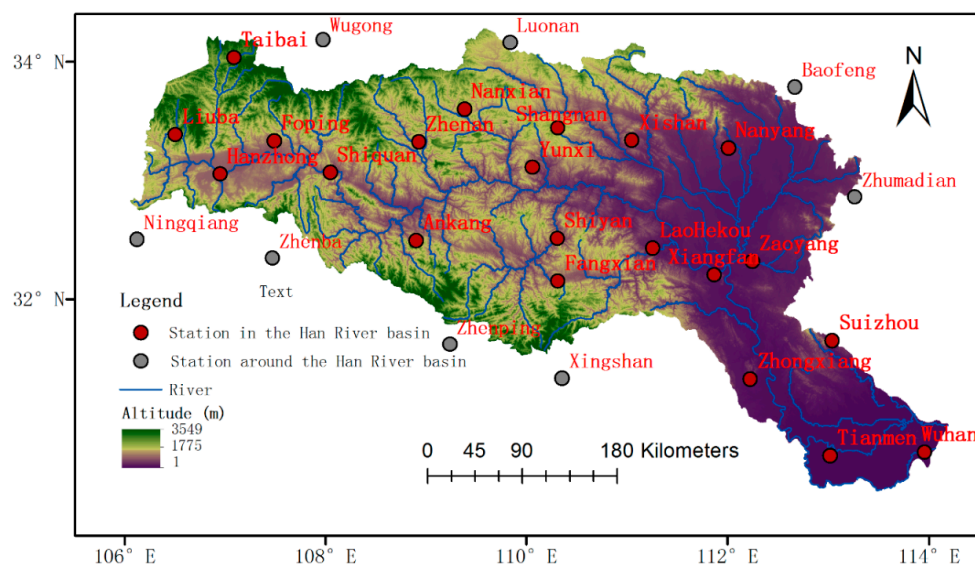 Wugong
Luonan
34° N
Taibai
Baofeng
N
Nanxian
Liuba
Foping
Zhenan
Shangnan
Xishan
Nanyang
Hanzhong
Shiquan
Yunxi
Zhumadian
Ningqiang
Ankang
Shiyan
LaoHekou
Zhenba
Fangxian
Xiangfan
Zaoyang
Text
32° N
Legend
Station in the Han River basin
Suizhou
Station around the Han River basin
Zhenping
Xingshan
Zhongxiang
River
Altitude (m)
3549
1775
1
Tianmen
Wuhan
0 45 90 180 Kilometers
106° E
108° E
110° E
112° E
114° E